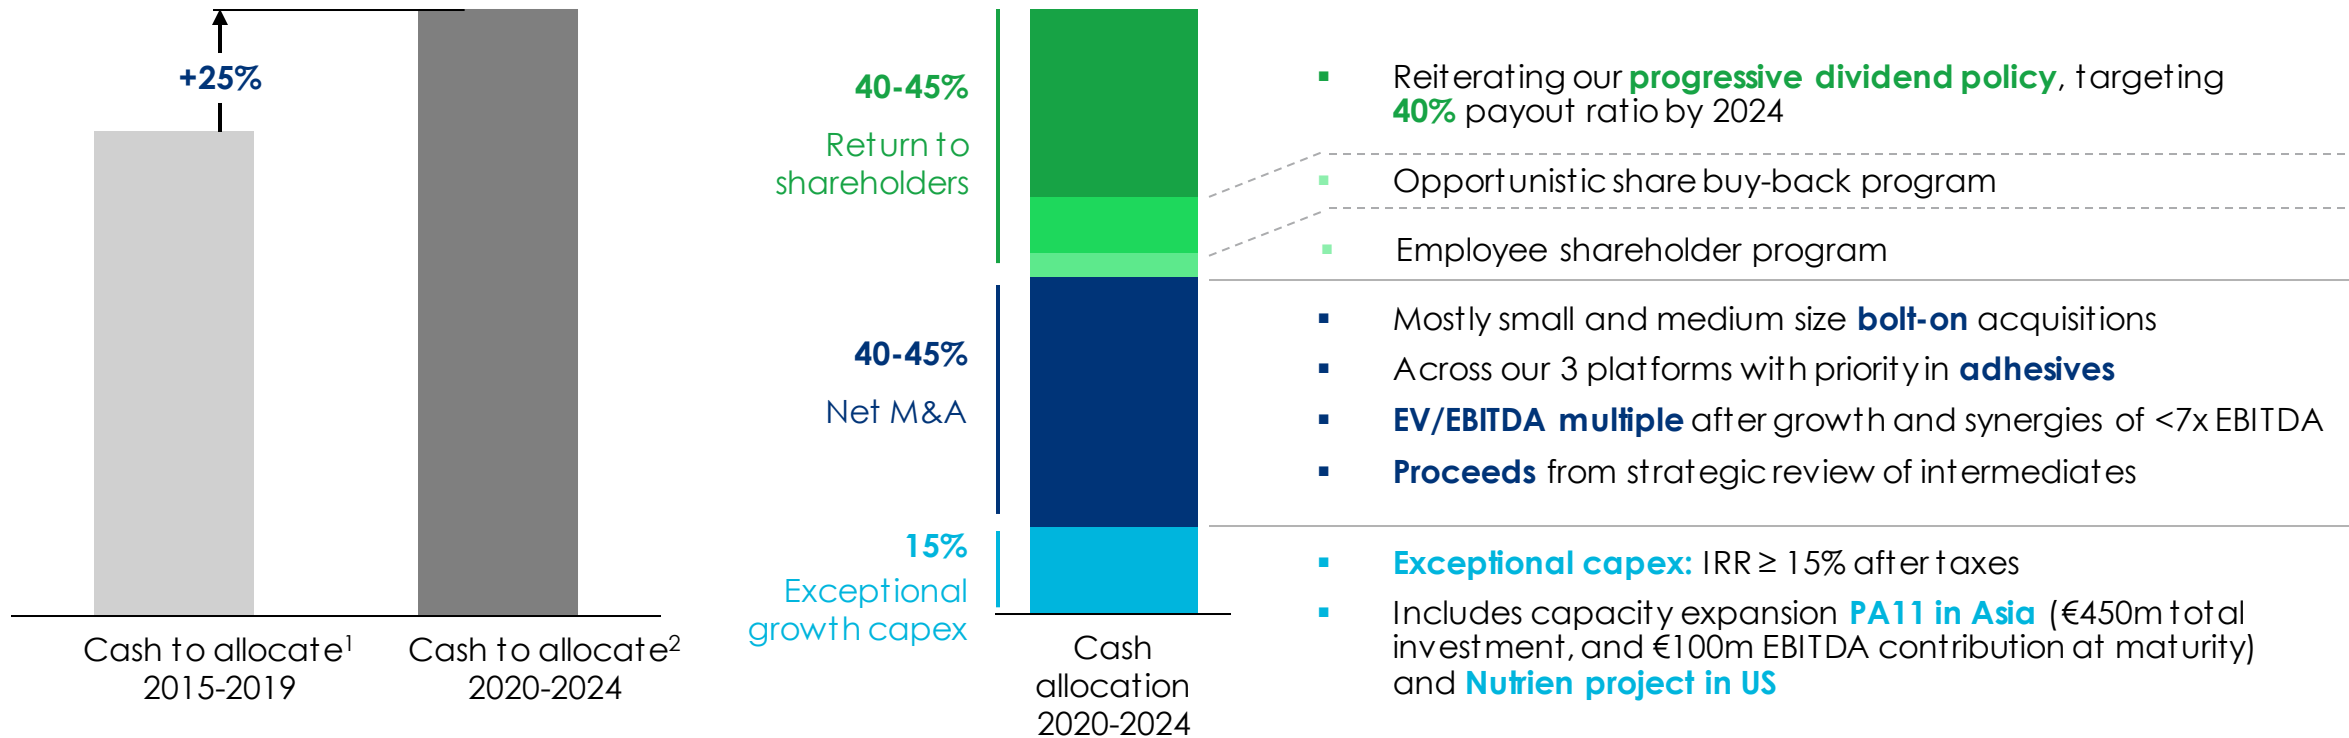 +25%
Cash to allocate1
2015-2019
Cash to allocate2
2020-2024
40-45%
Return to
shareholders
40-45%
Net M&A
15%
Exceptional
growth capex
Cash
allocation
2020-2024
▪ Reiterating our progressive dividend policy, targeting
40% payout ratio by 2024
▪ Opportunistic share buy-back program
▪ Employee shareholder program
▪ Mostly small and medium size bolt-on acquisitions
▪ Across our 3 platforms with priority in adhesives
▪ EV/EBITDA multiple after growth and synergies of <7x EBITDA
▪ Proceeds from strategic review of intermediates
▪ Exceptional capex: IRR ≥ 15% after taxes
▪ Includes capacity expansion PA11 in Asia (€450m total
investment, and €100m EBITDA contribution at maturity)
and Nutrien project in US